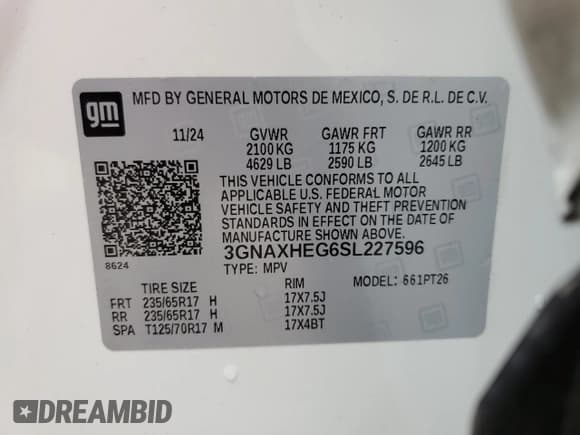 gm
MFD BY GENERAL MOTORS DE MEXICO, S. DE R.L. DE C.V.
11/24 GVWR GAWR FRT GAWR RR
2100 KG 1175 KG 1200 KG
4629 LB 2590 LB 2645 LB
THIS VEHICLE CONFORMS TO ALL
APPLICABLE U.S. FEDERAL MOTOR
VEHICLE SAFETY AND THEFT PREVENTION
STANDARDS IN EFFECT ON THE DATE OF
MANUFACTURE SHOWN ABOVE.
8624
3GNAXHEG6SL227596
TYPE: MPV MODEL: 661PT26
TIRE SIZE RIM
FRT 235/65R17 H 17X7.5J
RR 235/65R17 H 17X7.5J
SPA T125/70R17 M 17X4BT
DREAMBID